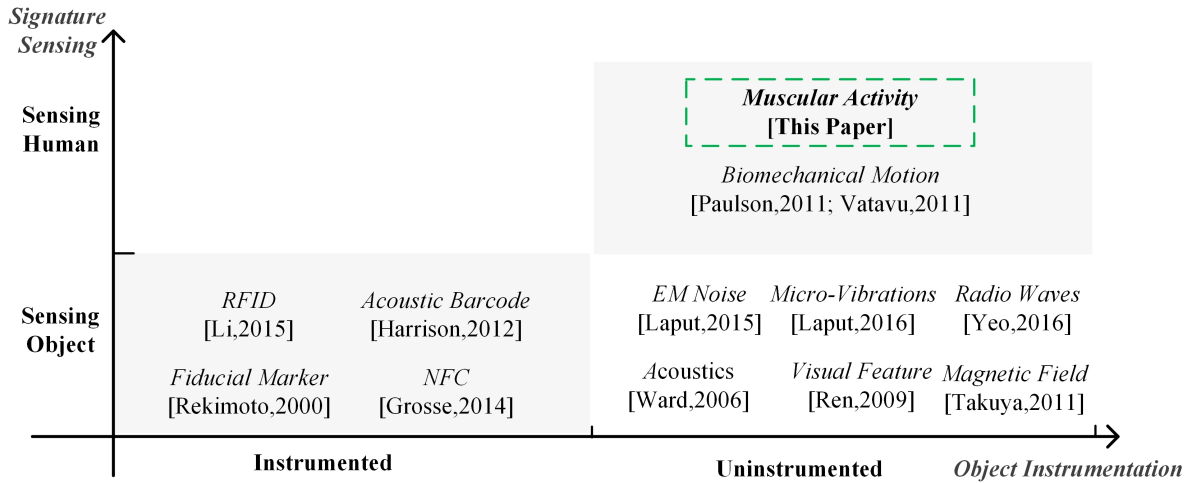 Signature
Sensing
Sensing
Human
Muscular Activity
[This Paper]
Biomechanical Motion
[Paulson,2011; Vatavu,2011]
Sensing
Object
RFID
[Li,2015]
Acoustic Barcode
[Harrison,2012]
EM Noise
[Laput,2015]
Micro-Vibrations
[Laput,2016]
Radio Waves
[Yeo,2016]
Fiducial Marker
[Rekimoto,2000]
NFC
[Grosse,2014]
Acoustics
[Ward,2006]
Visual Feature
[Ren,2009]
Magnetic Field
[Takuya,2011]
Instrumented
Uninstrumented
Object Instrumentation